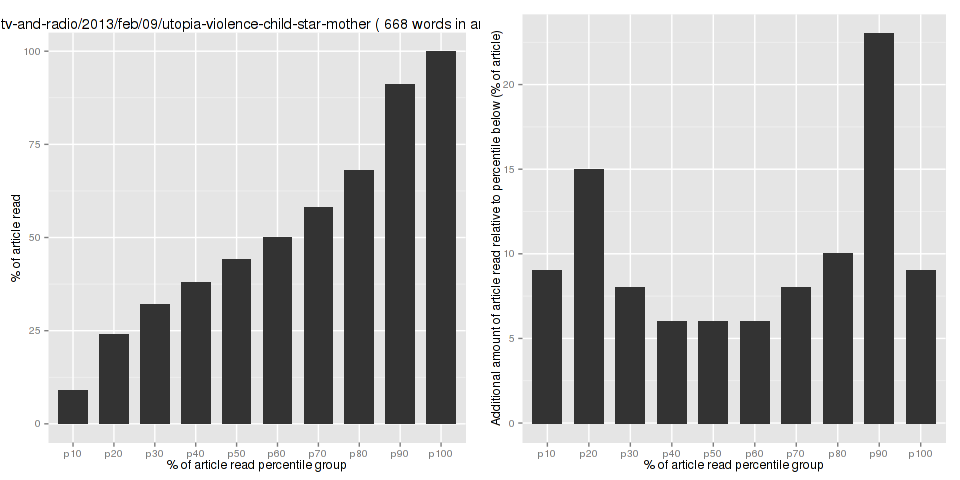 tv-and-radio/2013/feb/09/utopia-violence-child-star-mother ( 668 words in ar
100
75
50
25
0
% of article read
p10 p20 p30 p40 p50 p60 p70 p80 p90 p100
% of article read percentile group
Additional amount of article read relative to percentile below (% of article)
20
15
10
5
0
p10 p20 p30 p40 p50 p60 p70 p80 p90 p100
% of article read percentile group